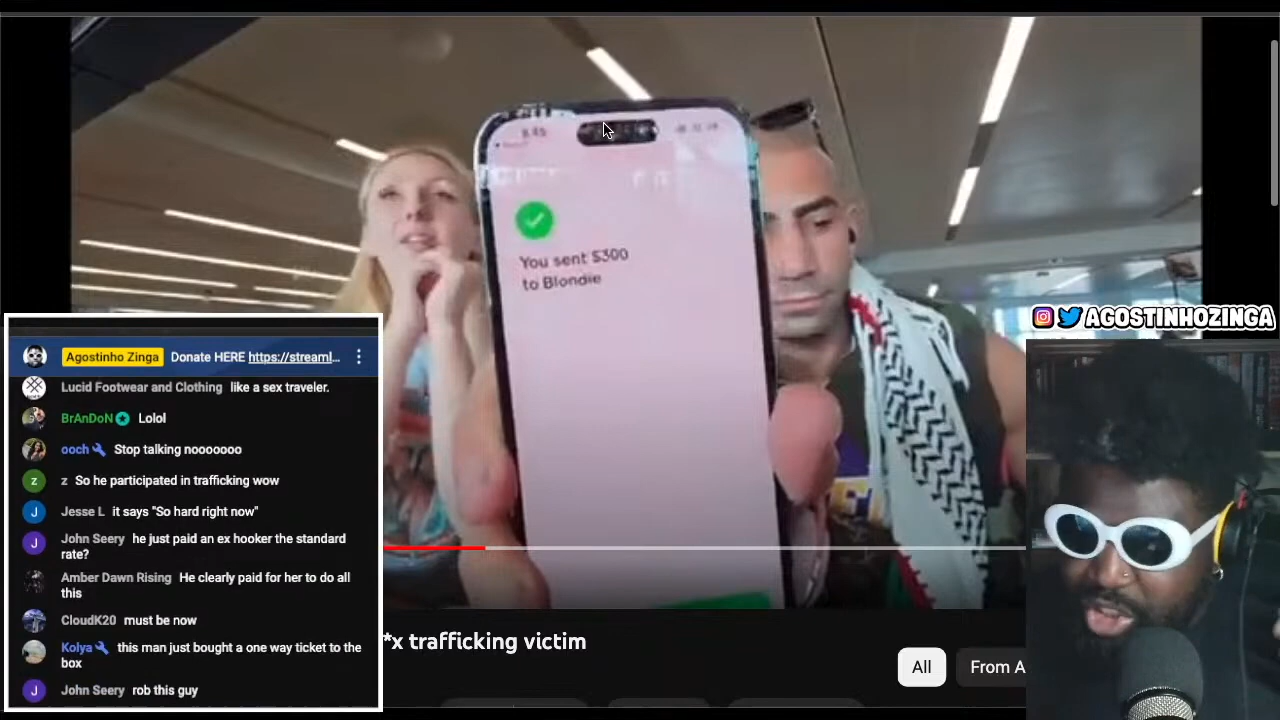 8:45
You sent $300
to Blondie
AGOSTINHOZINGA
Agostinho Zinga Donate HERE https://streaml...
Lucid Footwear and Clothing like a sex traveler.
BrAnDoN Lolol
ooch Stop talking nooooooo
z z So he participated in trafficking wow
J Jesse L it says "So hard right now"
J John Seery he just paid an ex hooker the standard
rate?
Amber Dawn Rising He clearly paid for her to do all
this
CloudK20 must be now
Kolya this man just bought a one way ticket to the
box
J John Seery rob this guy
*x trafficking victim
All From A